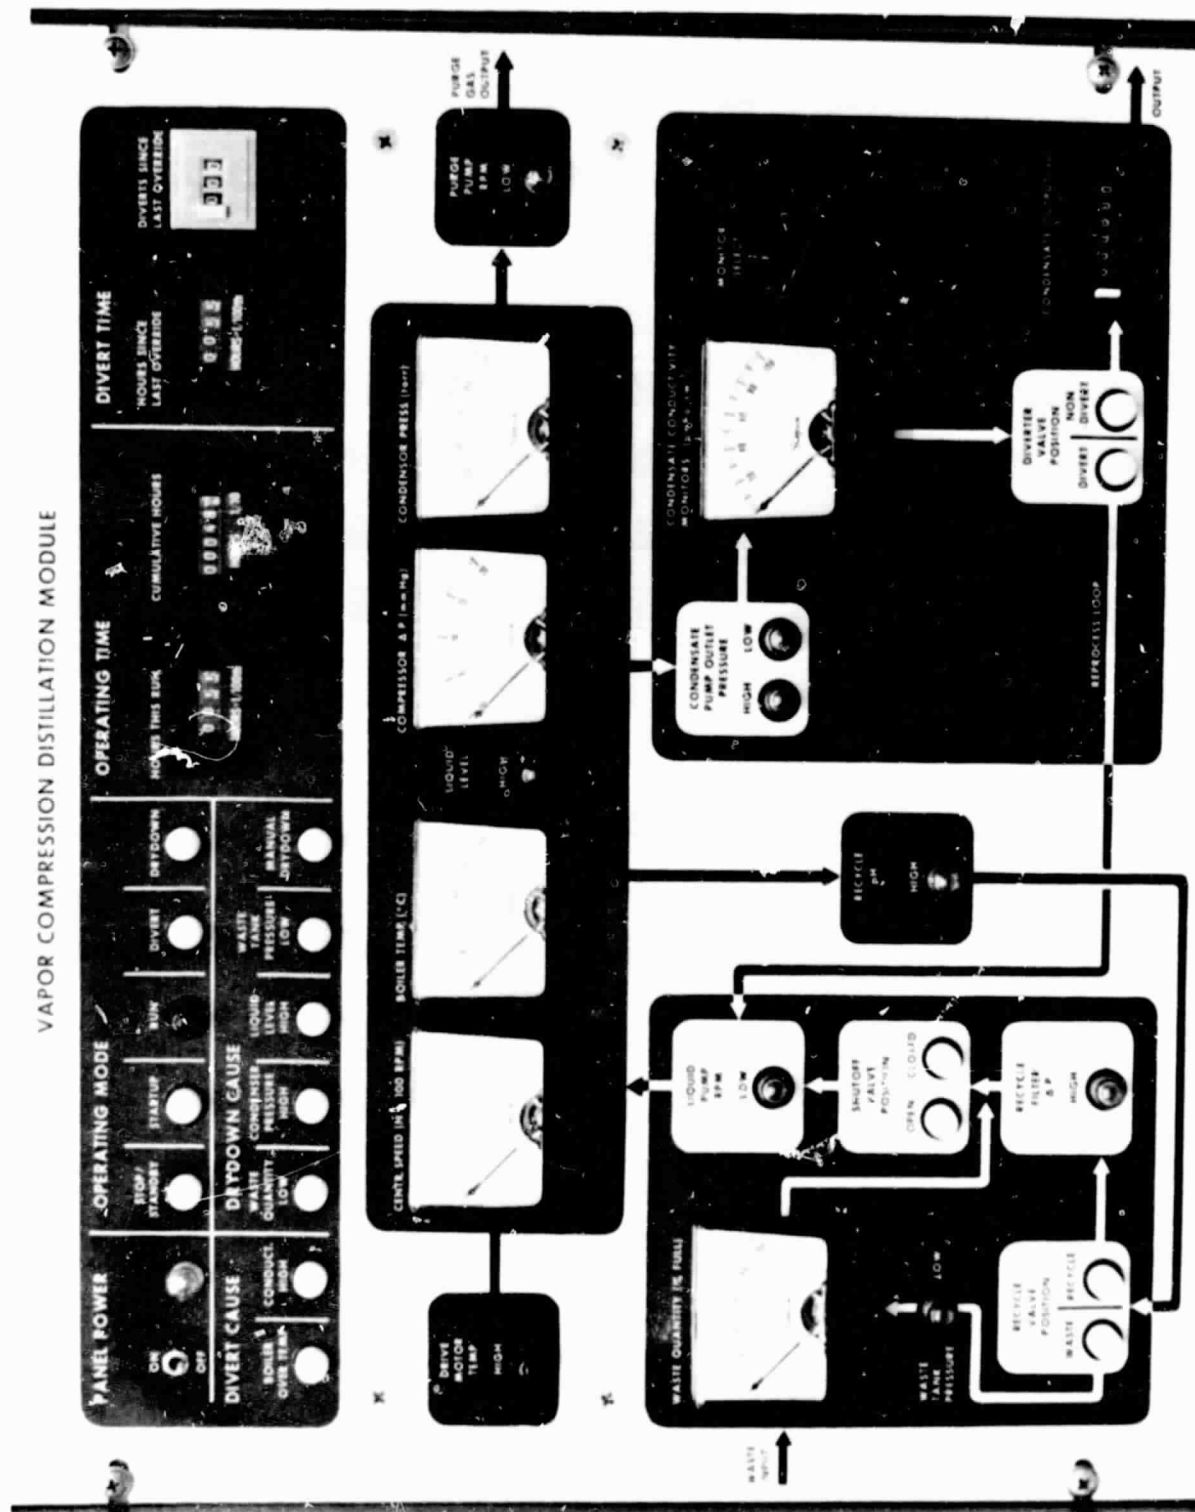 VAPOR COMPRESSION DISTILLATION MODULE
PANEL POWER
ON
OFF
OPERATING MODE
STOP/
STANDBY
STARTUP
RUN
DIVERT
DRYDOWN
DIVERT CAUSE
BOILER
OVER TEMP.
CONDUCT.
HIGH
DRYDOWN CAUSE
WASTE
QUANTITY
LOW
CONDENSER
PRESSURE
HIGH
LIQUID
LEVEL
HIGH
WASTE
TANK
PRESSURE
LOW
MANUAL
DRYDOWN
OPERATING TIME
HOURS THIS RUN
CUMULATIVE HOURS
DIVERT TIME
HOURS SINCE
LAST OVERRIDE
HOURS-1/100ths
DIVERTS SINCE
LAST OVERRIDE
DRIVE
MOTOR
TEMP
HIGH
BOILER TEMP. (°C)
LIQUID
LEVEL
HIGH
COMPRESSOR Δ P (mm Hg)
CONDENSOR PRESS (torr)
PURGE
PUMP
RPM
LOW
PURGE
GAS
OUTPUT
WASTE
INPUT
WASTE QUANTITY (% FULL)
WASTE
TANK
PRESSURE
LOW
RECYCLE
VALVE
POSITION
WASTE
RECYCLE
LIQUID
PUMP
RPM
LOW
SHUTOFF
VALVE
POSITION
OPEN
CLOSED
RECYCLE
FILTER
Δ P
HIGH
RECYCLE
pH
HIGH
CONDENSATE
PUMP OUTLET
PRESSURE
HIGH
LOW
CONDENSATE CONDUCTIVITY
MONITOR
SELECT
REPROCESS LOOP
DIVERTER
VALVE
POSITION
DIVERT
NON
DIVERT
OUTPUT